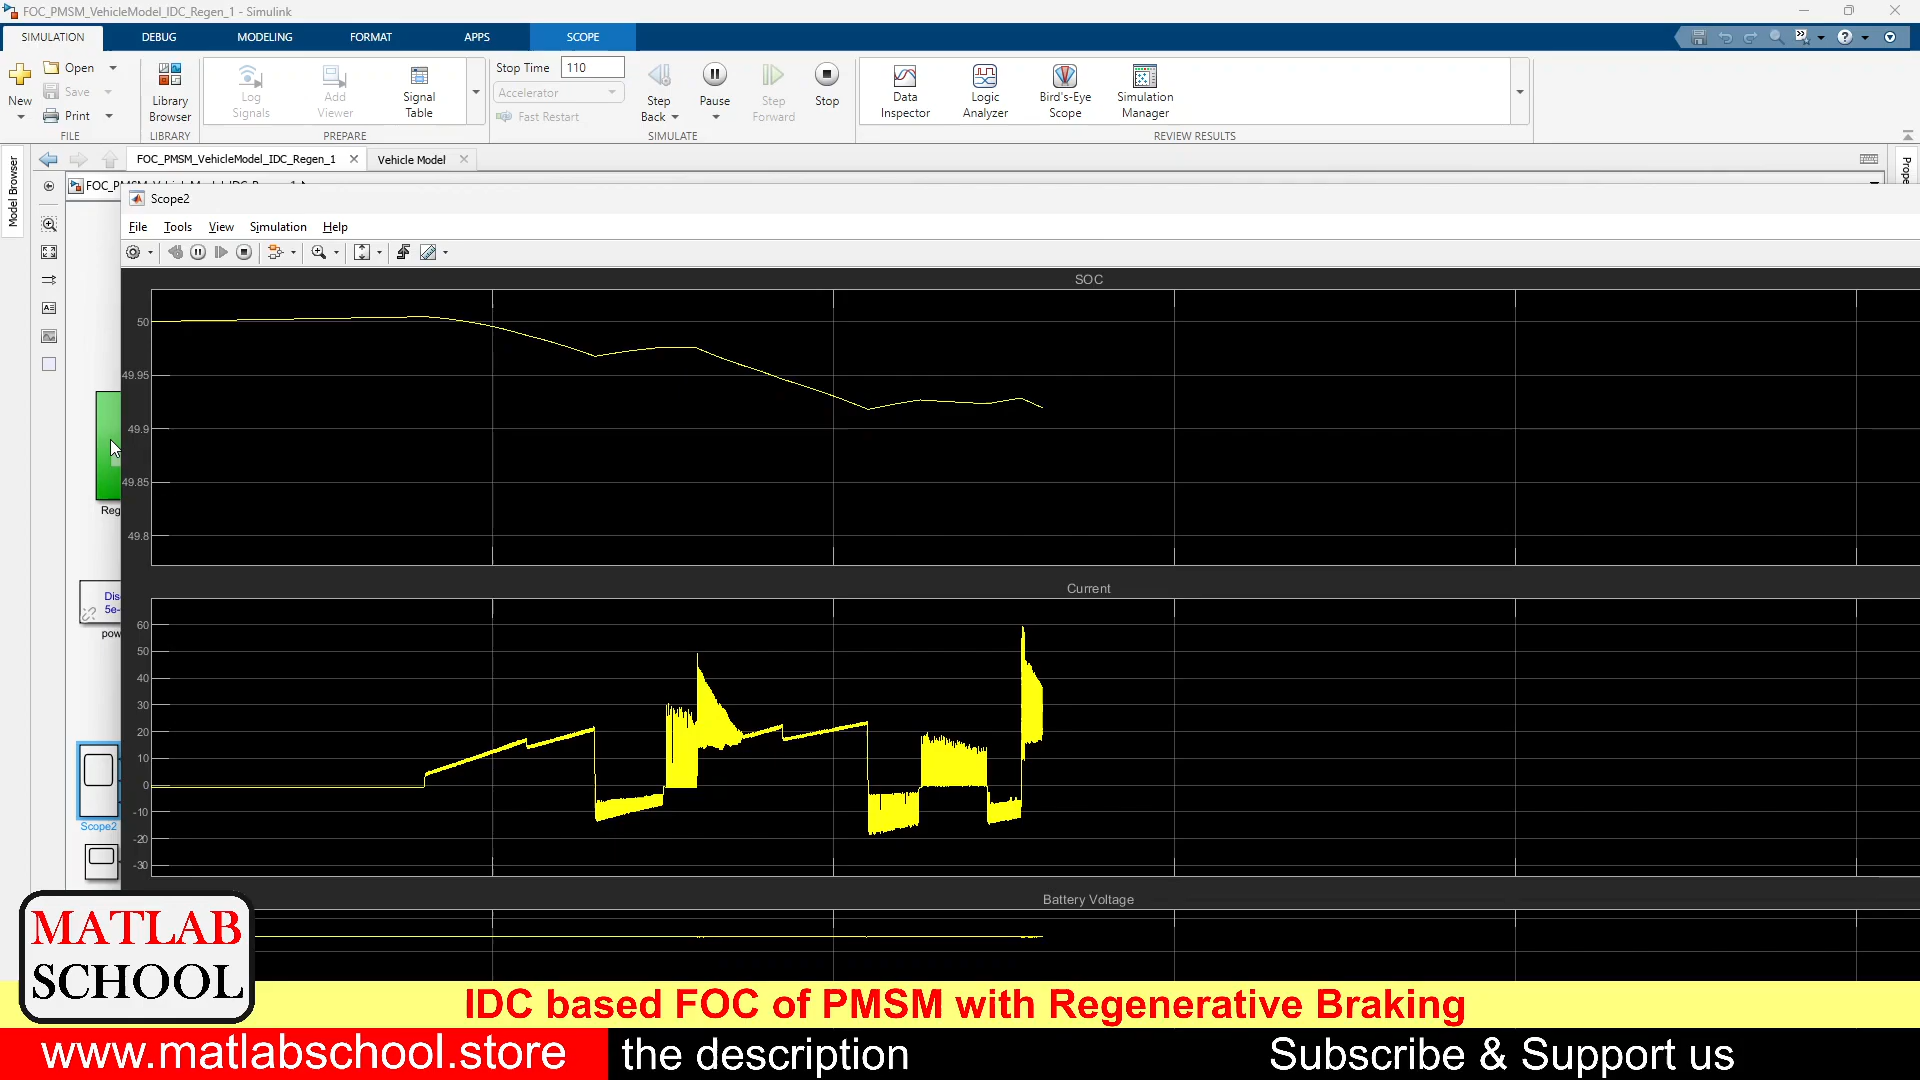 FOC_PMSM_VehicleModel_IDC_Regen_1 - Simulink
SIMULATION DEBUG MODELING FORMAT APPS SCOPE
New
Open
Save
Print
FILE
Library Browser
LIBRARY
Log Signals
Add Viewer
Signal Table
PREPARE
Stop Time 110
Accelerator
Fast Restart
Step Back
Pause
Step Forward
Stop
SIMULATE
Data Inspector
Logic Analyzer
Bird's-Eye Scope
Simulation Manager
REVIEW RESULTS
Model Browser
FOC_PMSM_VehicleModel_IDC_Regen_1
Vehicle Model
Prope
Scope2
File Tools View Simulation Help
SOC
50
49.95
49.9
49.85
49.8
Reg
Dis
5e-
pow
Scope2
Current
60
50
40
30
20
10
0
-10
-20
-30
Battery Voltage
MATLAB
SCHOOL
IDC based FOC of PMSM with Regenerative Braking
www.matlabschool.store
the description
Subscribe & Support us